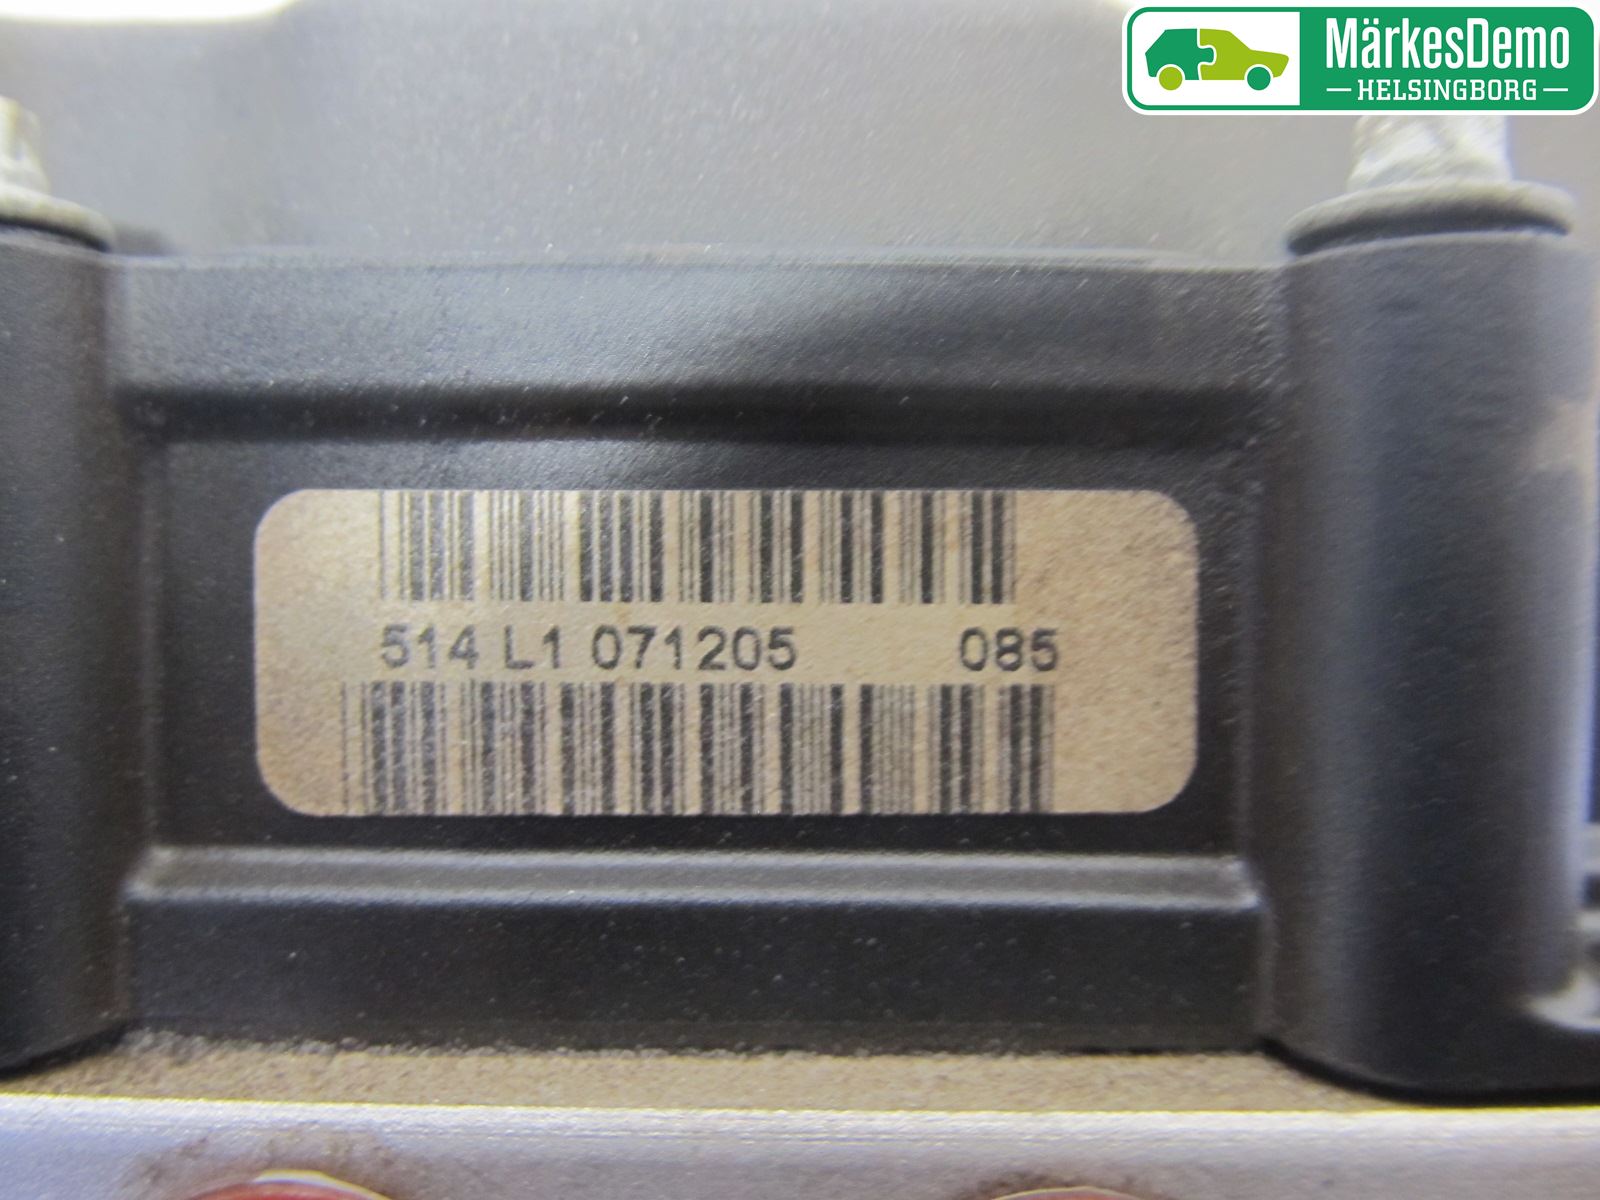 MärkesDemo
HELSINGBORG
514 L1 071205 085